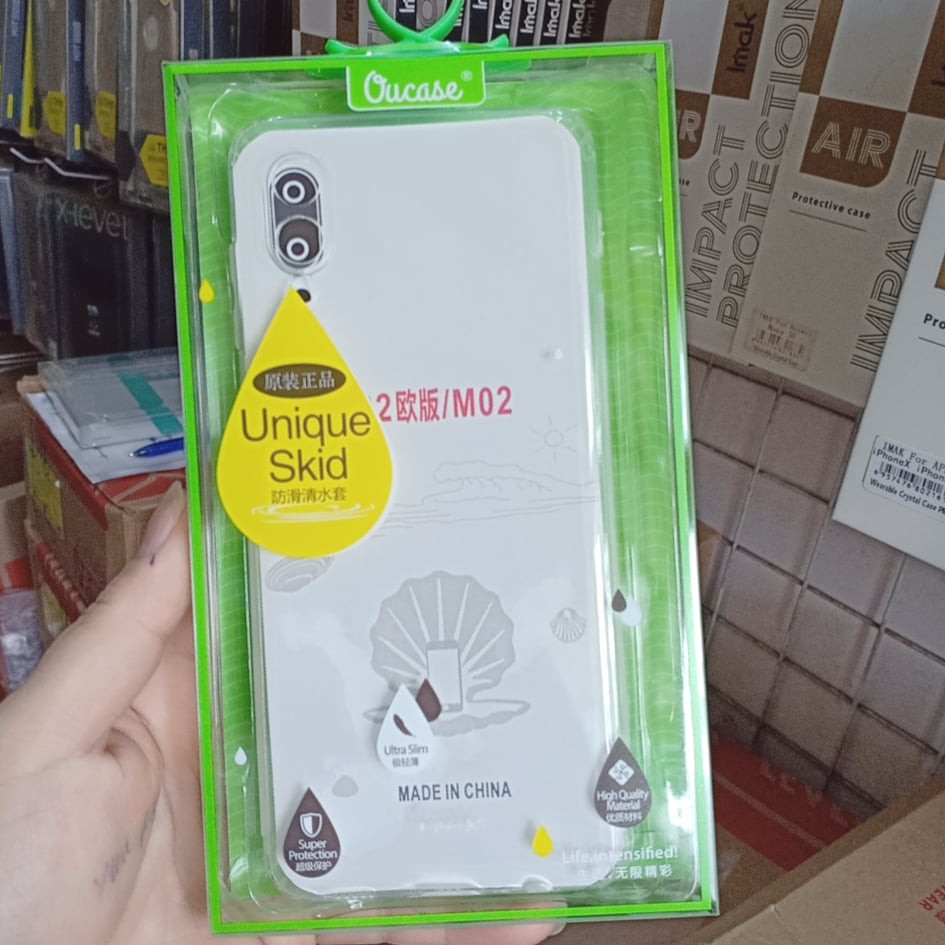 Oucase®
原装正品
Unique
Skid
防滑清水套
2欧版/M02
Ultra Slim
极轻薄
MADE IN CHINA
Super
Protection
超级保护
High Quality
Material
优质材料
Life,intensified!
无限精彩
X-level
Imak
Imak
Imak
Imak
AIR
Protective case
IMPACT
PROTECTION
IMPACT
IMAK For
iPhoneX
Wearable Crystal Case